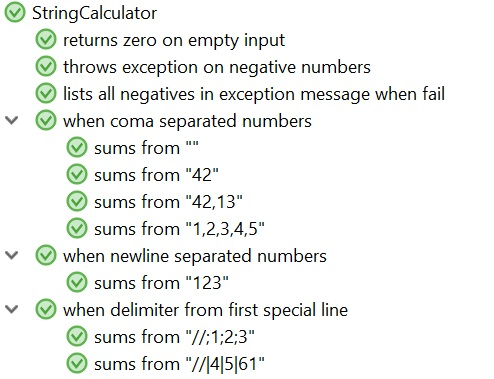 StringCalculator
returns zero on empty input
throws exception on negative numbers
lists all negatives in exception message when fail
when coma separated numbers
sums from ""
sums from "42"
sums from "42,13"
sums from "1,2,3,4,5"
when newline separated numbers
sums from "123"
when delimiter from first special line
sums from "//;1;2;3"
sums from "//|4|5|61"